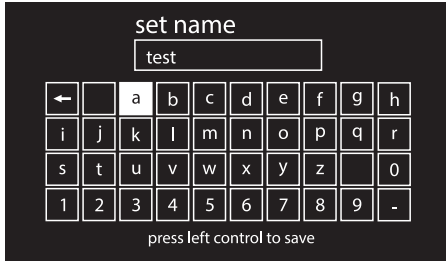 set name
test
← a b c d e f g h
i j k l m n o p q r
s t u v w x y z 0
1 2 3 4 5 6 7 8 9 -
press left control to save